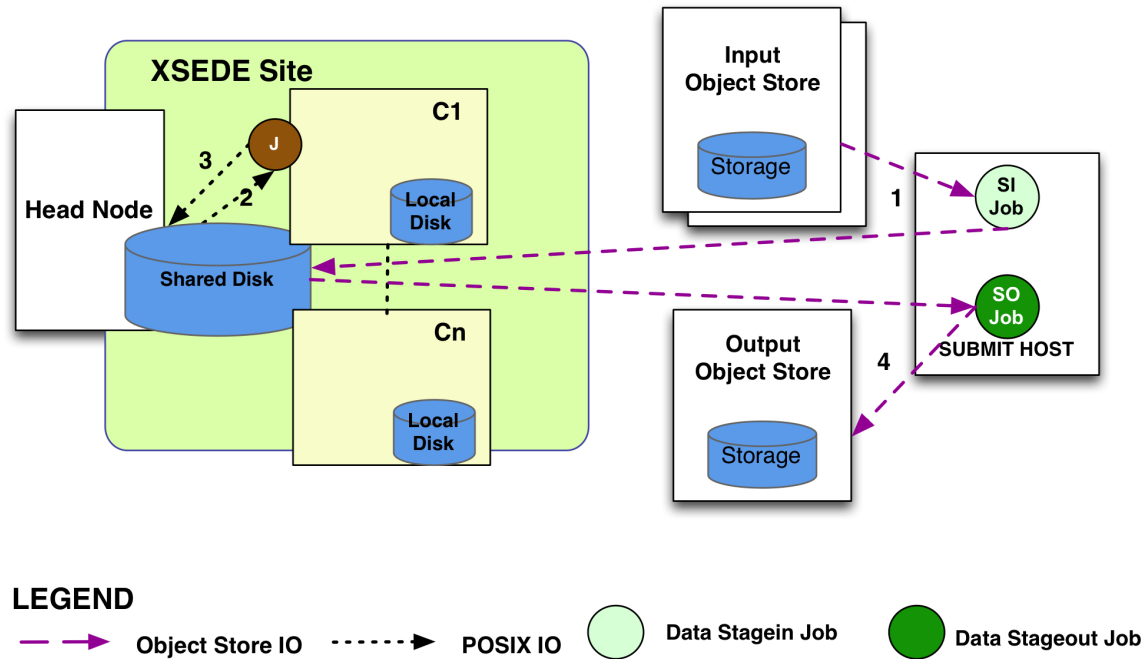 XSEDE Site
C1
J
3
2
Head Node
Local
Disk
Shared Disk
Cn
Local
Disk
Input
Object Store
Storage
1
SI
Job
SO
Job
SUBMIT HOST
Output
Object Store
4
Storage
LEGEND
Object Store IO
POSIX IO
Data Stagein Job
Data Stageout Job